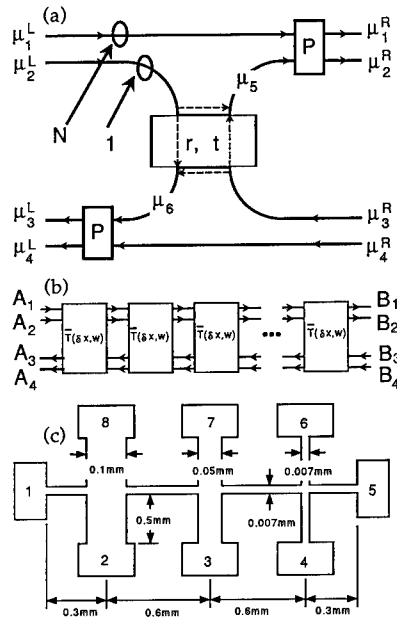 (a)
μ₁ᴸ P μ₁ᴿ
μ₂ᴸ μ₅ μ₂ᴿ
N 1 r, t
μ₆
μ₃ᴸ P μ₃ᴿ
μ₄ᴸ μ₄ᴿ
(b)
A₁ B₁
A₂ T̄(δx,w) T̄(δx,w) T̄(δx,w) ••• T̄(δx,w) B₂
A₃ B₃
A₄ B₄
(c)
8 7 6
0.1mm 0.05mm 0.007mm
1 5
0.5mm 0.007mm
2 3 4
0.3mm 0.6mm 0.6mm 0.3mm